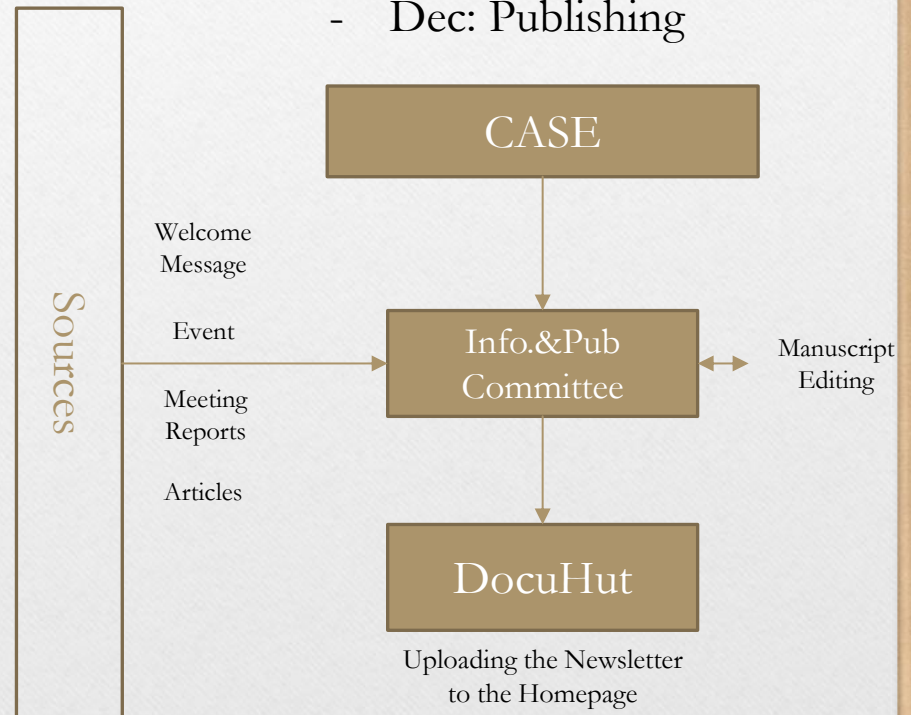 - Dec: Publishing
CASE
Sources
Welcome
Message
Event
Meeting
Reports
Articles
Info.&Pub
Committee
Manuscript
Editing
DocuHut
Uploading the Newsletter
to the Homepage